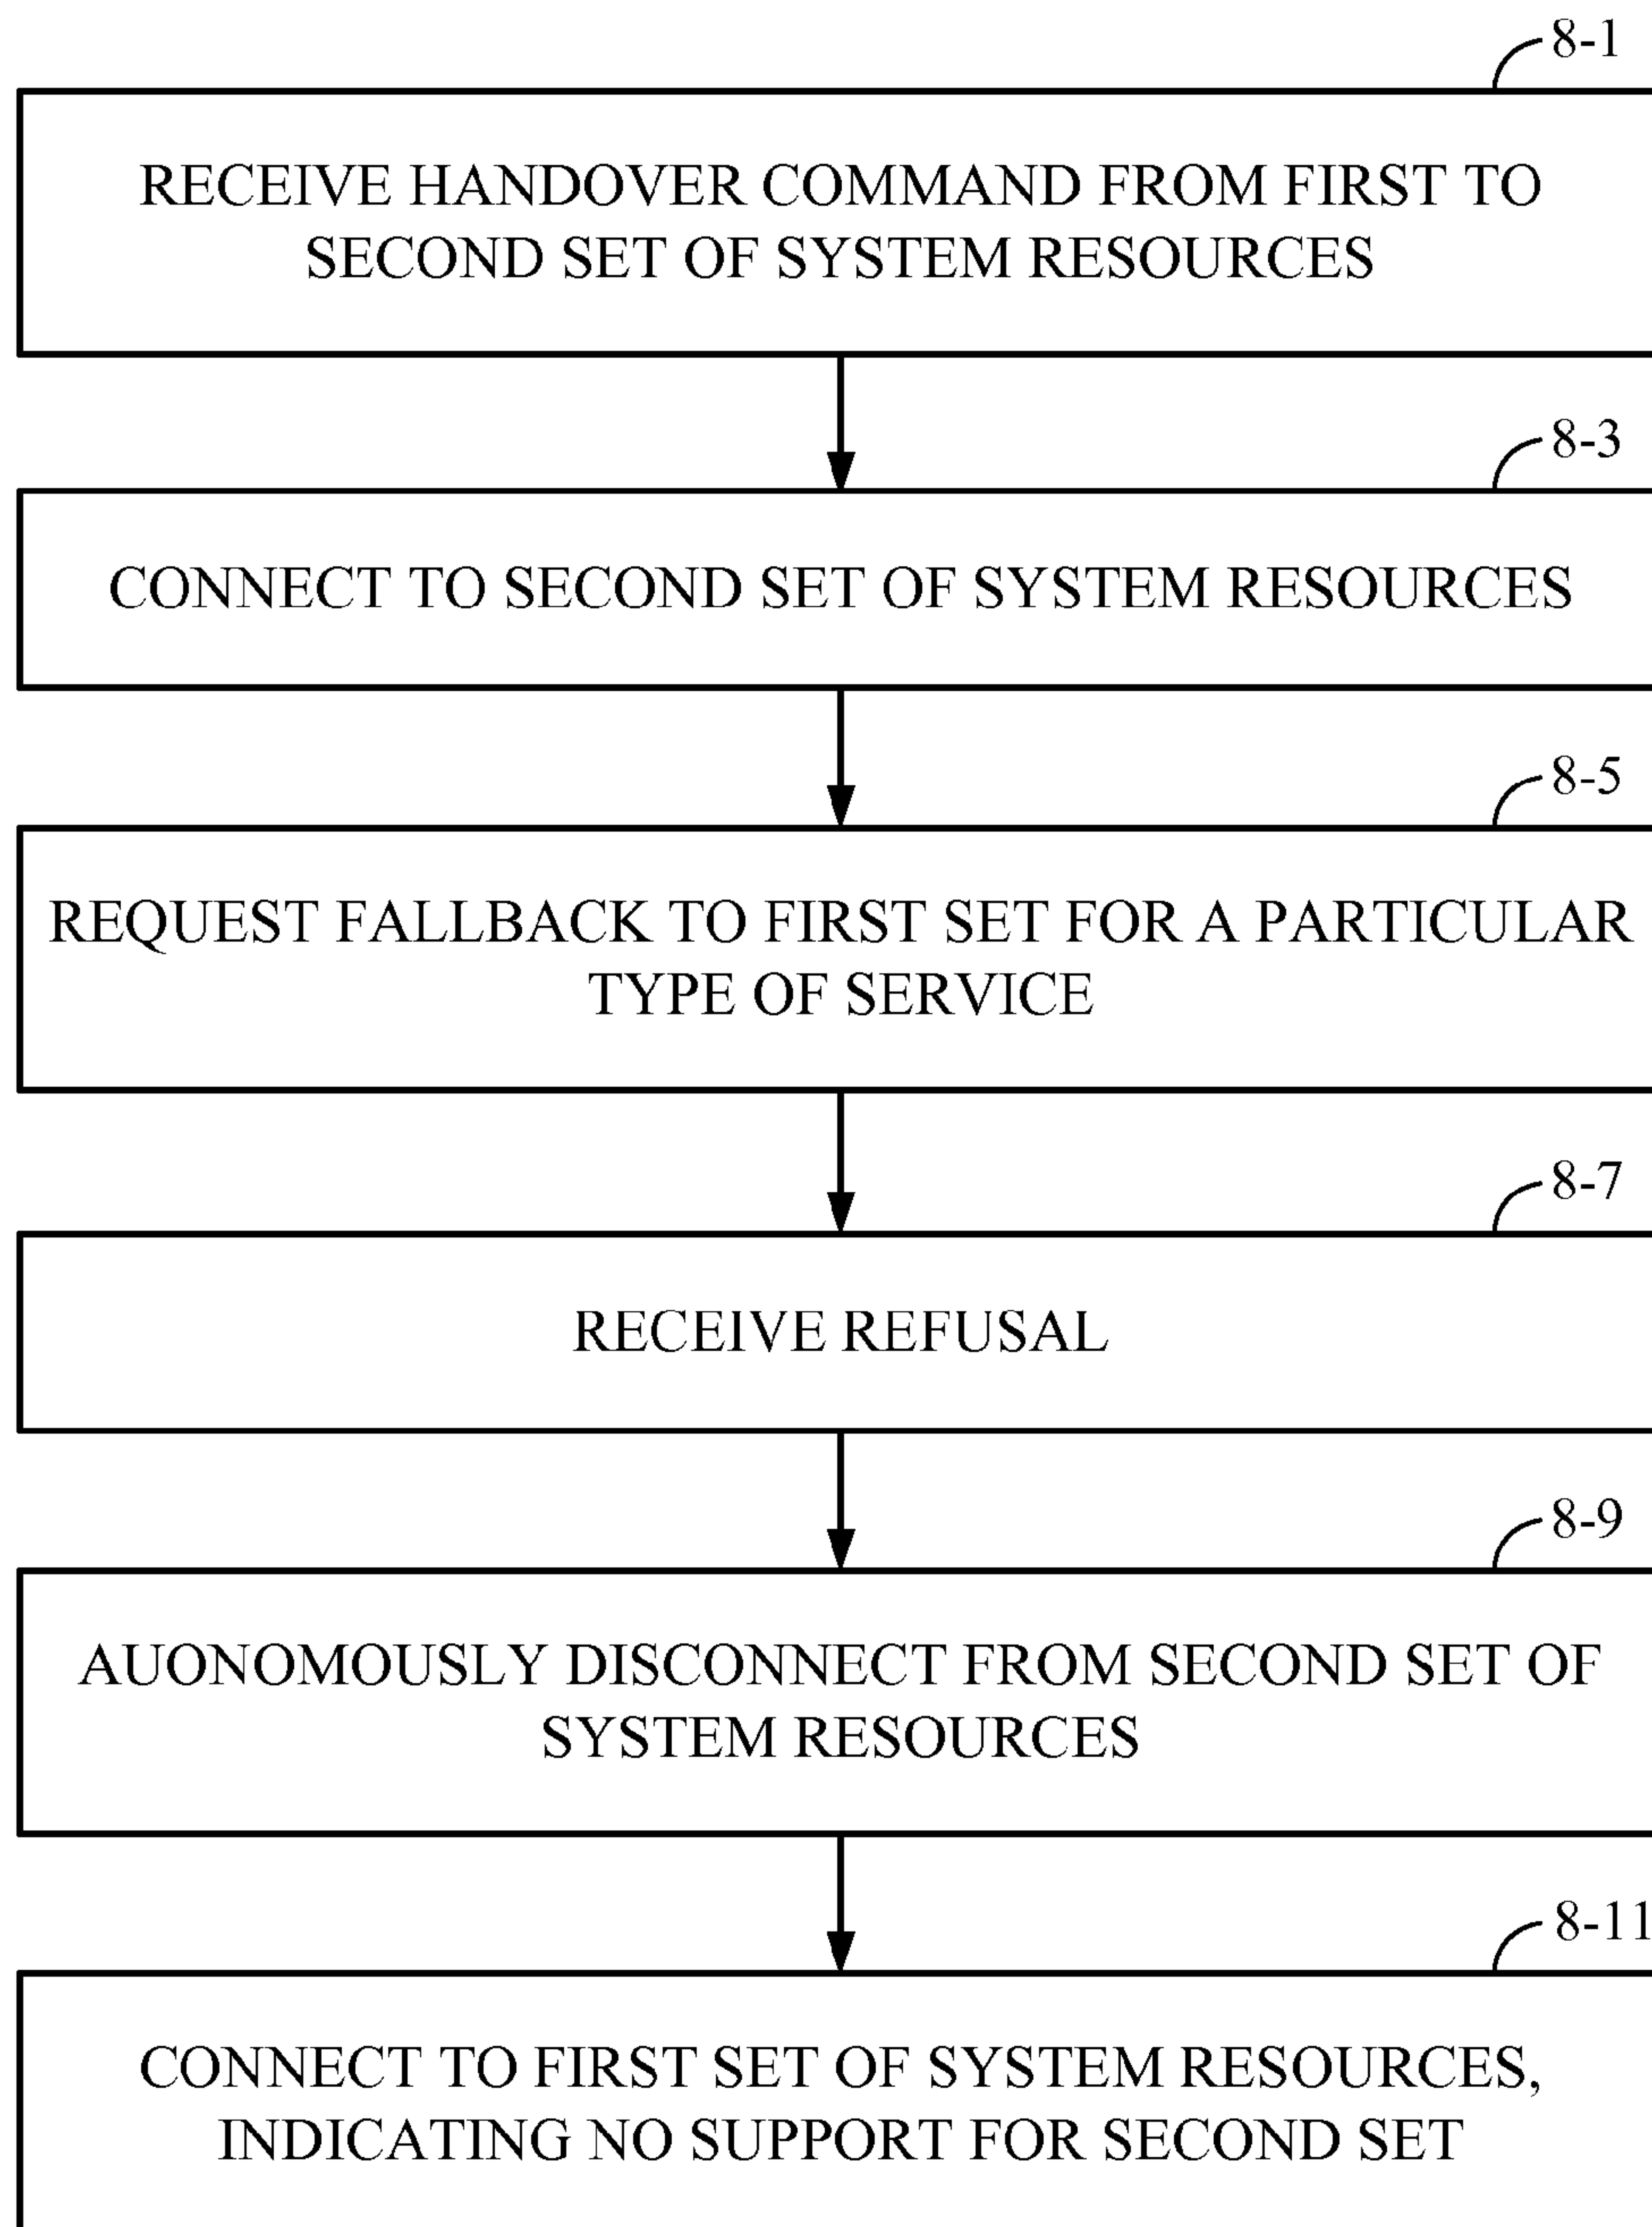 8-1
RECEIVE HANDOVER COMMAND FROM FIRST TO
SECOND SET OF SYSTEM RESOURCES
8-3
CONNECT TO SECOND SET OF SYSTEM RESOURCES
8-5
REQUEST FALLBACK TO FIRST SET FOR A PARTICULAR
TYPE OF SERVICE
8-7
RECEIVE REFUSAL
8-9
AUONOMOUSLY DISCONNECT FROM SECOND SET OF
SYSTEM RESOURCES
8-11
CONNECT TO FIRST SET OF SYSTEM RESOURCES,
INDICATING NO SUPPORT FOR SECOND SET